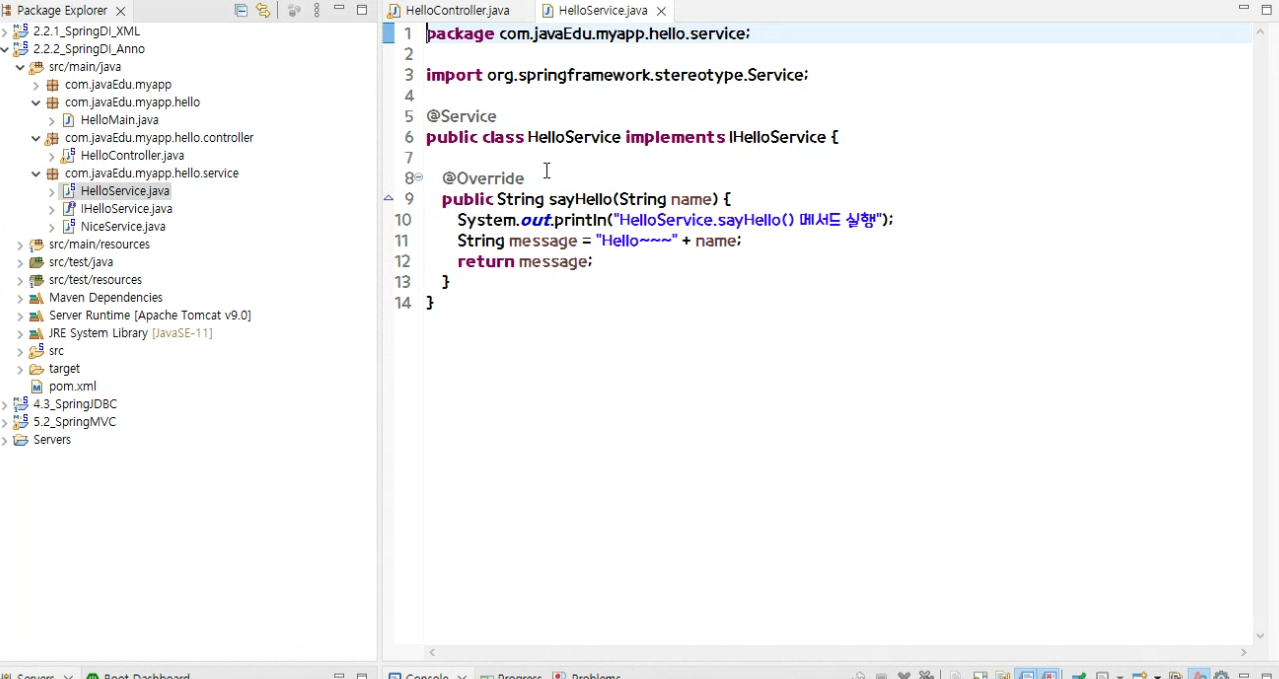 Package Explorer
2.2.1_SpringDI_XML
2.2.2_SpringDI_Anno
src/main/java
com.javaEdu.myapp
com.javaEdu.myapp.hello
HelloMain.java
com.javaEdu.myapp.hello.controller
HelloController.java
com.javaEdu.myapp.hello.service
HelloService.java
IHelloService.java
NiceService.java
src/main/resources
src/test/java
src/test/resources
Maven Dependencies
Server Runtime [Apache Tomcat v9.0]
JRE System Library [JavaSE-11]
src
target
pom.xml
4.3_SpringJDBC
5.2_SpringMVC
Servers
HelloController.java
HelloService.java
1 package com.javaEdu.myapp.hello.service;
2
3 import org.springframework.stereotype.Service;
4
5 @Service
6 public class HelloService implements IHelloService {
7
8 @Override
9 public String sayHello(String name) {
10 System.out.println("HelloService.sayHello() 메서드 실행");
11 String message = "Hello~~~" + name;
12 return message;
13 }
14 }
Servers
Boot Dashboard
Console
Progress
Problems